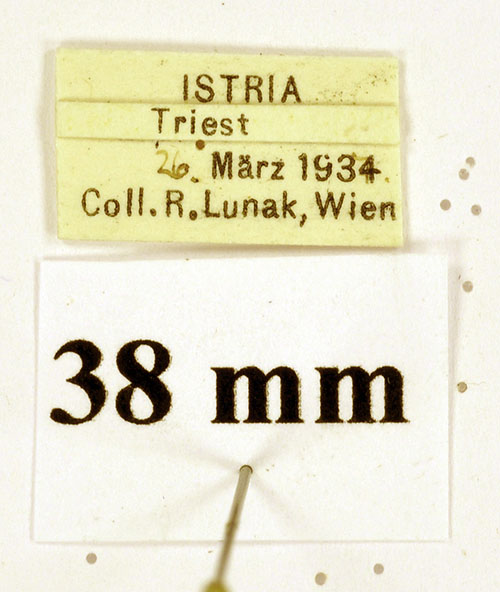 ISTRIA
Triest
26. März 1934.
Coll. R. Lunak, Wien
38 mm